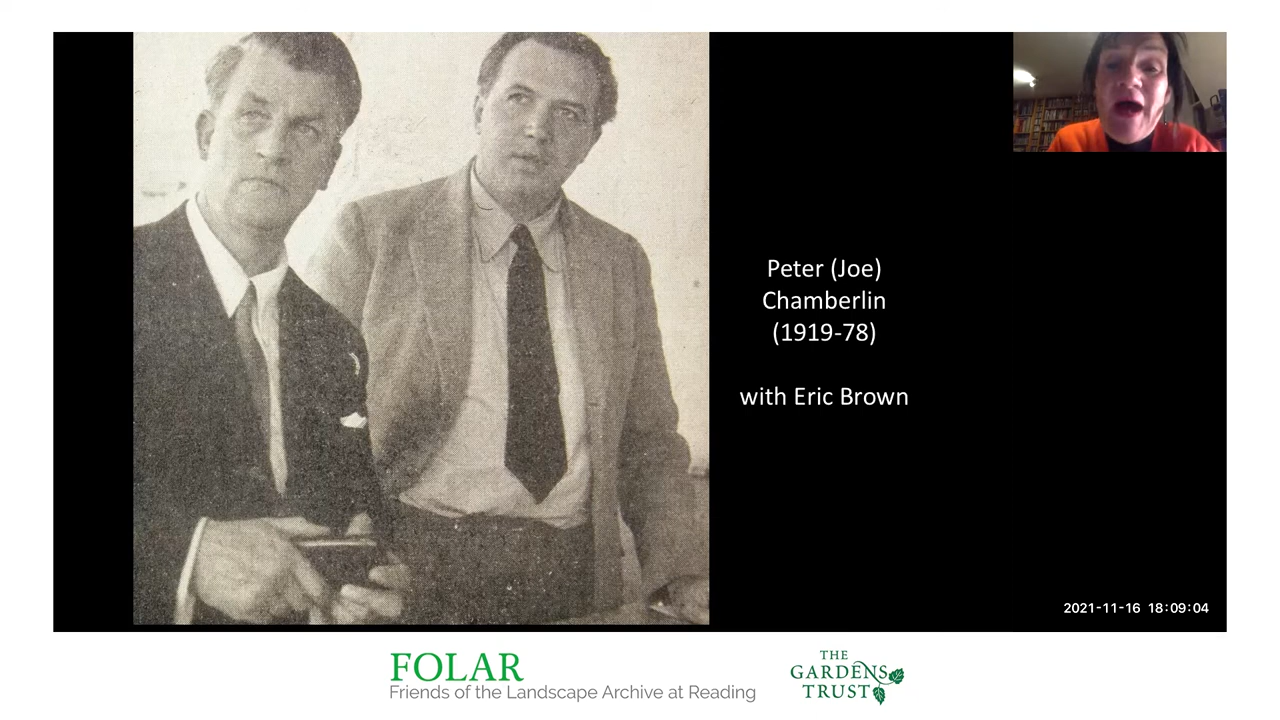 Peter (Joe)
Chamberlin
(1919-78)
with Eric Brown
2021-11-16 18:09:04
FOLAR
Friends of the Landscape Archive at Reading
THE
GARDENS
TRUST